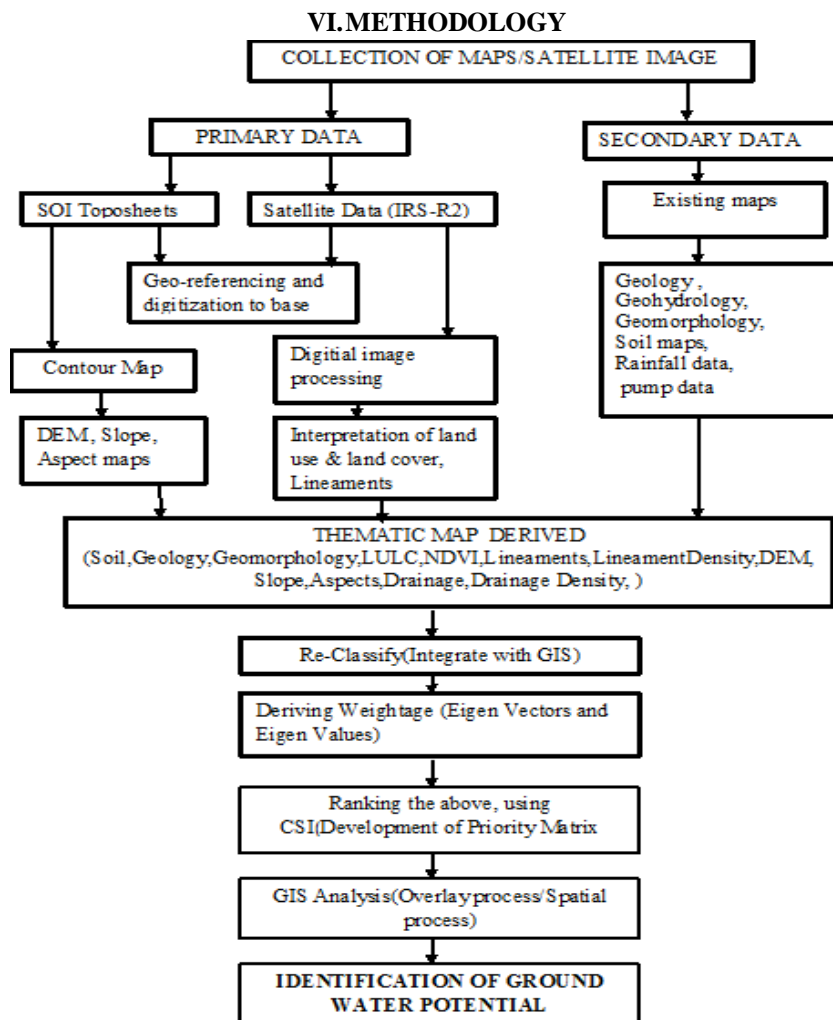 VI.METHODOLOGY
COLLECTION OF MAPS/SATELLITE IMAGE
PRIMARY DATA
SECONDARY DATA
SOI Toposheets
Satellite Data (IRS-R2)
Existing maps
Geo-referencing and
digitization to base
Geology ,
Geohydrology,
Geomorphology,
Soil maps,
Rainfall data,
pump data
Contour Map
Digitial image
processing
DEM, Slope,
Aspect maps
Interpretation of land
use & land cover,
Lineaments
THEMATIC MAP DERIVED
(Soil,Geology,Geomorphology,LULC,NDVI,Lineaments,LineamentDensity,DEM,
Slope,Aspects,Drainage,Drainage Density, )
Re-Classify(Integrate with GIS)
Deriving Weightage (Eigen Vectors and
Eigen Values)
Ranking the above, using
CSI(Development of Priority Matrix
GIS Analysis(Overlay process/Spatial
process)
IDENTIFICATION OF GROUND
WATER POTENTIAL